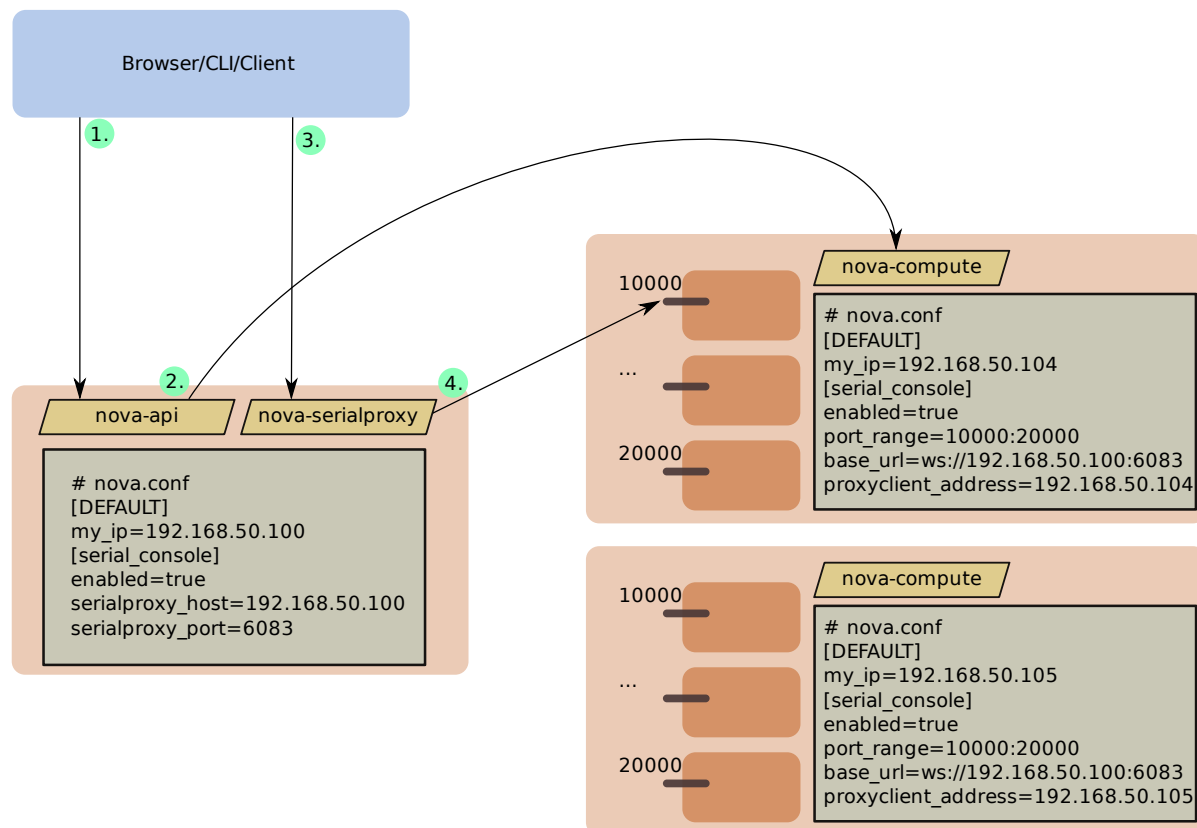 Browser/CLI/Client
1.
3.
2.
4.
nova-api
nova-serialproxy
# nova.conf
[DEFAULT]
my_ip=192.168.50.100
[serial_console]
enabled=true
serialproxy_host=192.168.50.100
serialproxy_port=6083
nova-compute
10000
...
20000
# nova.conf
[DEFAULT]
my_ip=192.168.50.104
[serial_console]
enabled=true
port_range=10000:20000
base_url=ws://192.168.50.100:6083
proxyclient_address=192.168.50.104
nova-compute
10000
...
20000
# nova.conf
[DEFAULT]
my_ip=192.168.50.105
[serial_console]
enabled=true
port_range=10000:20000
base_url=ws://192.168.50.100:6083
proxyclient_address=192.168.50.105